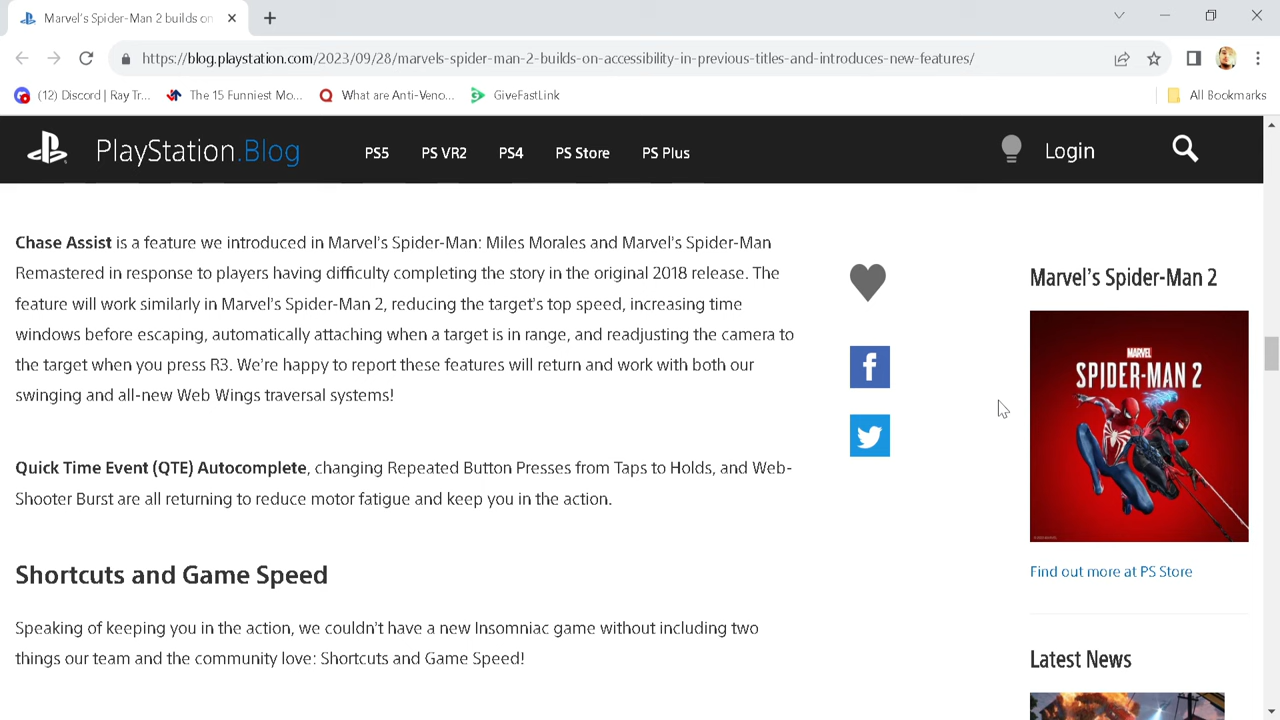 Marvel's Spider-Man 2 builds on
https://blog.playstation.com/2023/09/28/marvels-spider-man-2-builds-on-accessibility-in-previous-titles-and-introduces-new-features/
(12) Discord | Ray Tr...
The 15 Funniest Mo...
What are Anti-Veno...
GiveFastLink
All Bookmarks
PlayStation.Blog
PS5
PS VR2
PS4
PS Store
PS Plus
Login
Chase Assist is a feature we introduced in Marvel's Spider-Man: Miles Morales and Marvel's Spider-Man
Remastered in response to players having difficulty completing the story in the original 2018 release. The
feature will work similarly in Marvel's Spider-Man 2, reducing the target's top speed, increasing time
windows before escaping, automatically attaching when a target is in range, and readjusting the camera to
the target when you press R3. We're happy to report these features will return and work with both our
swinging and all-new Web Wings traversal systems!
Quick Time Event (QTE) Autocomplete, changing Repeated Button Presses from Taps to Holds, and Web-
Shooter Burst are all returning to reduce motor fatigue and keep you in the action.
Shortcuts and Game Speed
Speaking of keeping you in the action, we couldn't have a new Insomniac game without including two
things our team and the community love: Shortcuts and Game Speed!
Marvel's Spider-Man 2
MARVEL
SPIDER-MAN 2
Find out more at PS Store
Latest News